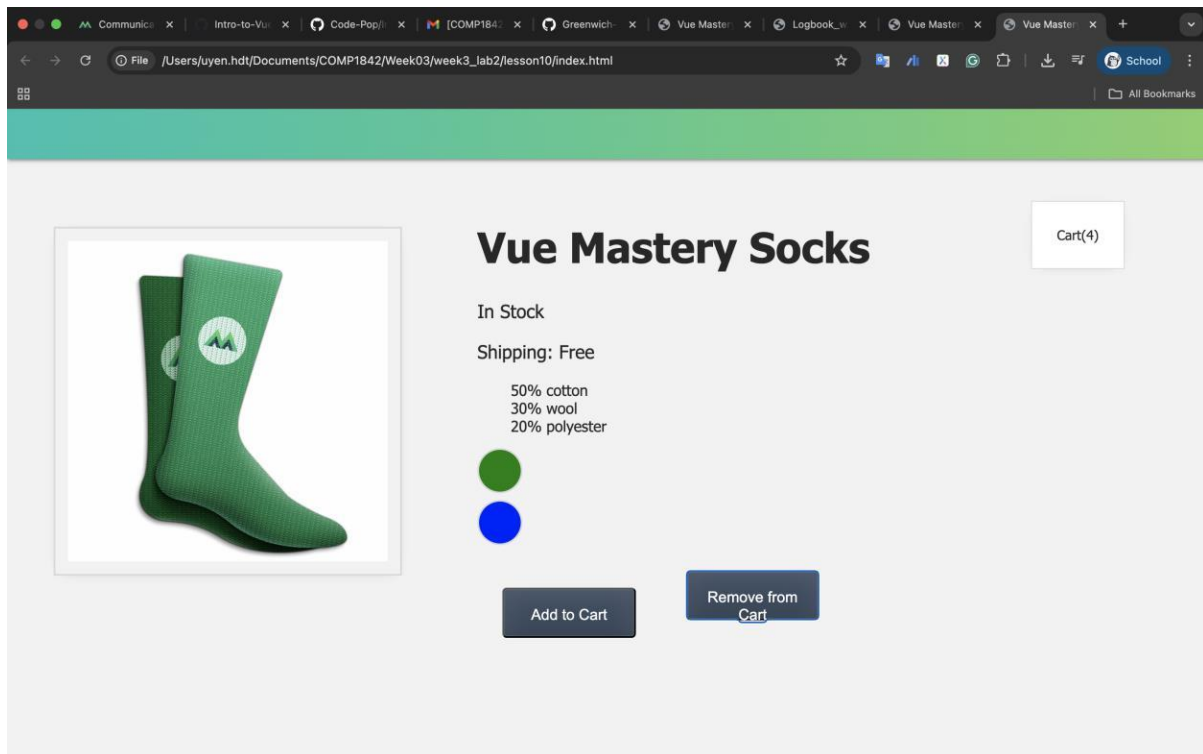 Communica
Intro-to-Vu
Code-Pop/I
[COMP1842
Greenwich-
Vue Master
Logbook_w
Vue Master
Vue Master
File
/Users/uyen.hdt/Documents/COMP1842/Week03/week3_lab2/lesson10/index.html
School
All Bookmarks
Vue Mastery Socks
Cart(4)
In Stock
Shipping: Free
50% cotton
30% wool
20% polyester
Add to Cart
Remove from
Cart